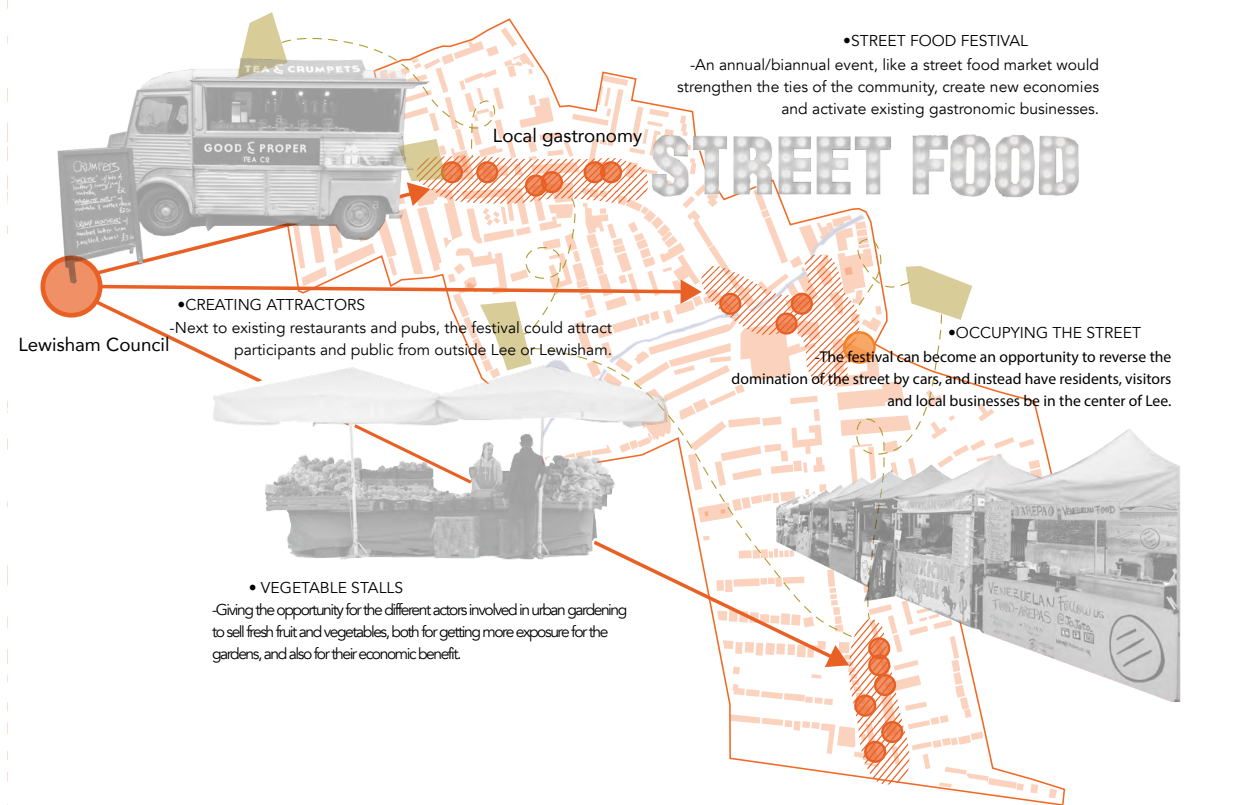 •STREET FOOD FESTIVAL
-An annual/biannual event, like a street food market would
strengthen the ties of the community, create new economies
and activate existing gastronomic businesses.
TEA & CRUMPETS
GOOD & PROPER
TEA CO
CRUMPETS
Local gastronomy
STREET FOOD
Lewisham Council
•CREATING ATTRACTORS
-Next to existing restaurants and pubs, the festival could attract
participants and public from outside Lee or Lewisham.
•OCCUPYING THE STREET
-The festival can become an opportunity to reverse the
domination of the street by cars, and instead have residents, visitors
and local businesses be in the center of Lee.
AREPAS VENEZUELAN FOOD
VENEZUELAN FOLLOW US
FOOD-AREPAS
• VEGETABLE STALLS
-Giving the opportunity for the different actors involved in urban gardening
to sell fresh fruit and vegetables, both for getting more exposure for the
gardens, and also for their economic benefit.